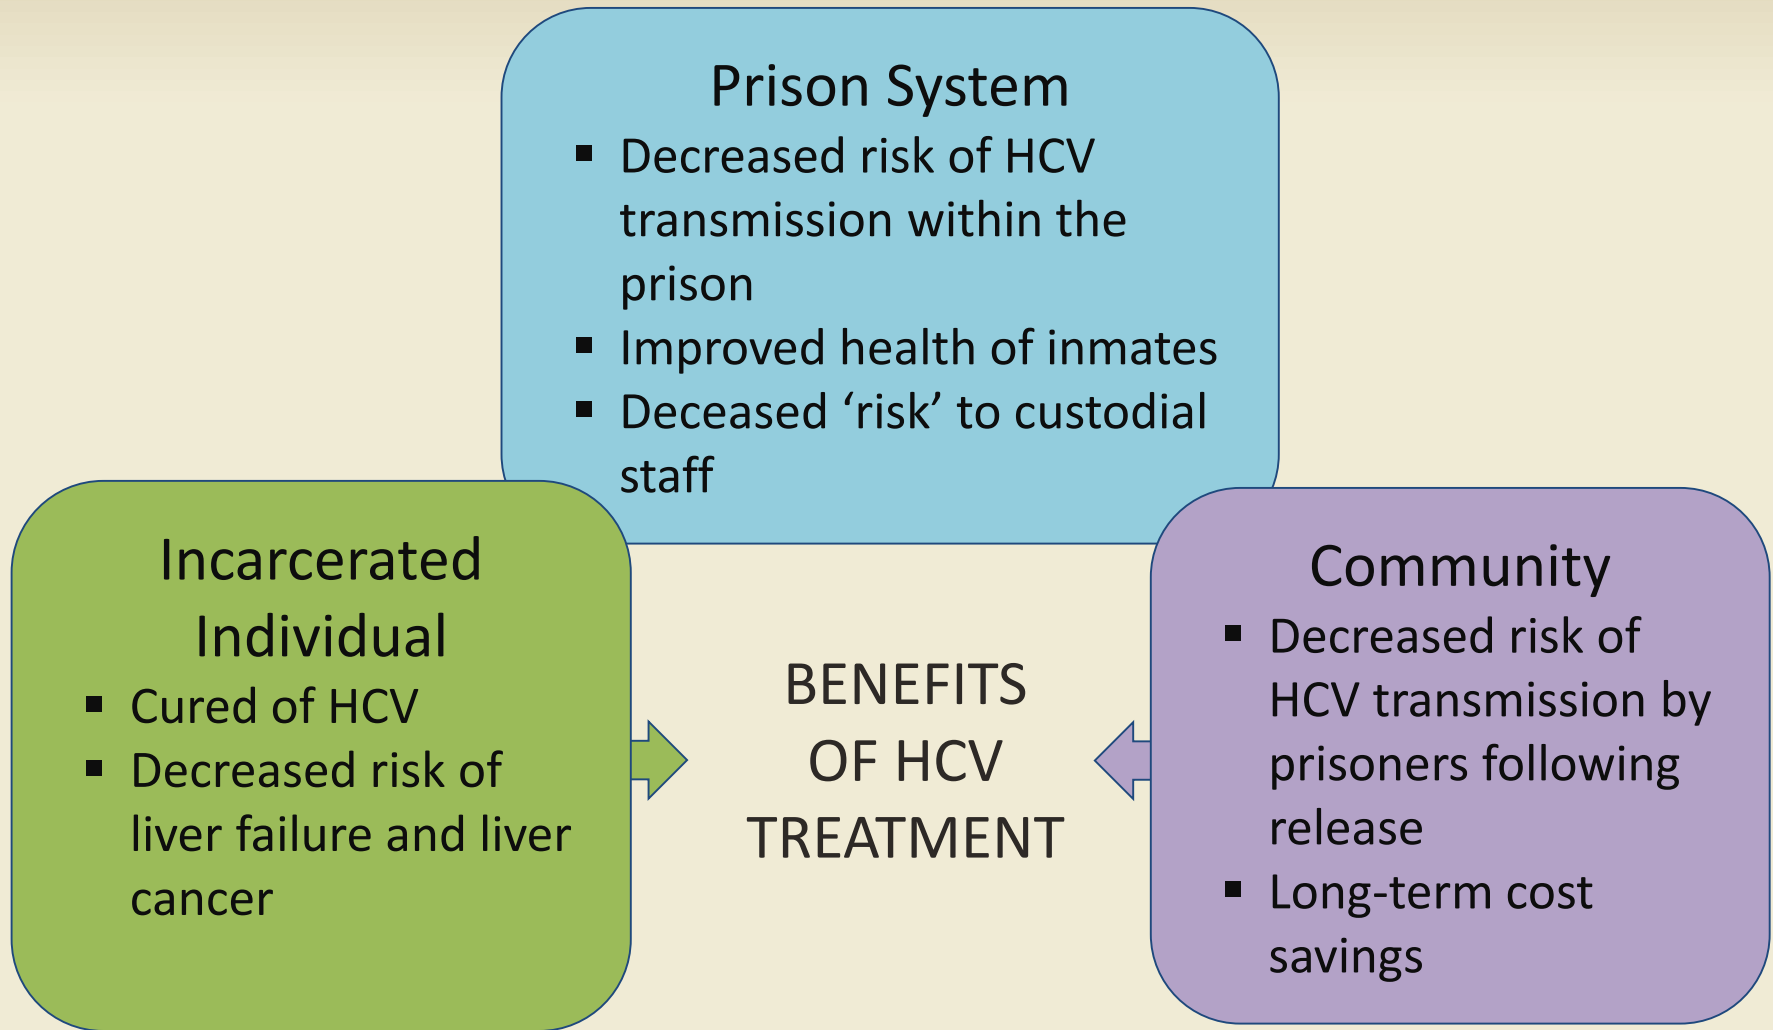 Prison System
▪ Decreased risk of HCV
transmission within the
prison
▪ Improved health of inmates
▪ Deceased ‘risk’ to custodial
staff
Incarcerated
Individual
▪ Cured of HCV
▪ Decreased risk of
liver failure and liver
cancer
BENEFITS
OF HCV
TREATMENT
Community
▪ Decreased risk of
HCV transmission by
prisoners following
release
▪ Long-term cost
savings